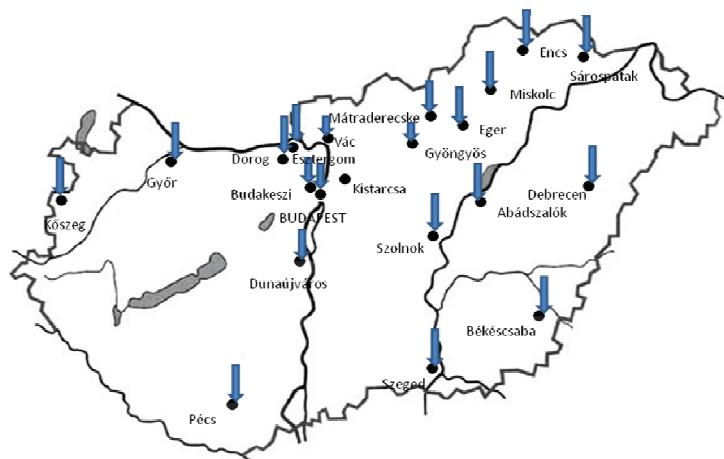 Encs
Sárospatak
Miskolc
Mátraderecske
Eger
Vác
Gyöngyös
Dorog
Esztergom
Győr
Budakeszi
Kistarcsa
Debrecen
Abádszalók
BUDAPEST
Kőszeg
Szolnok
Dunaújváros
Békéscsaba
Szeged
Pécs